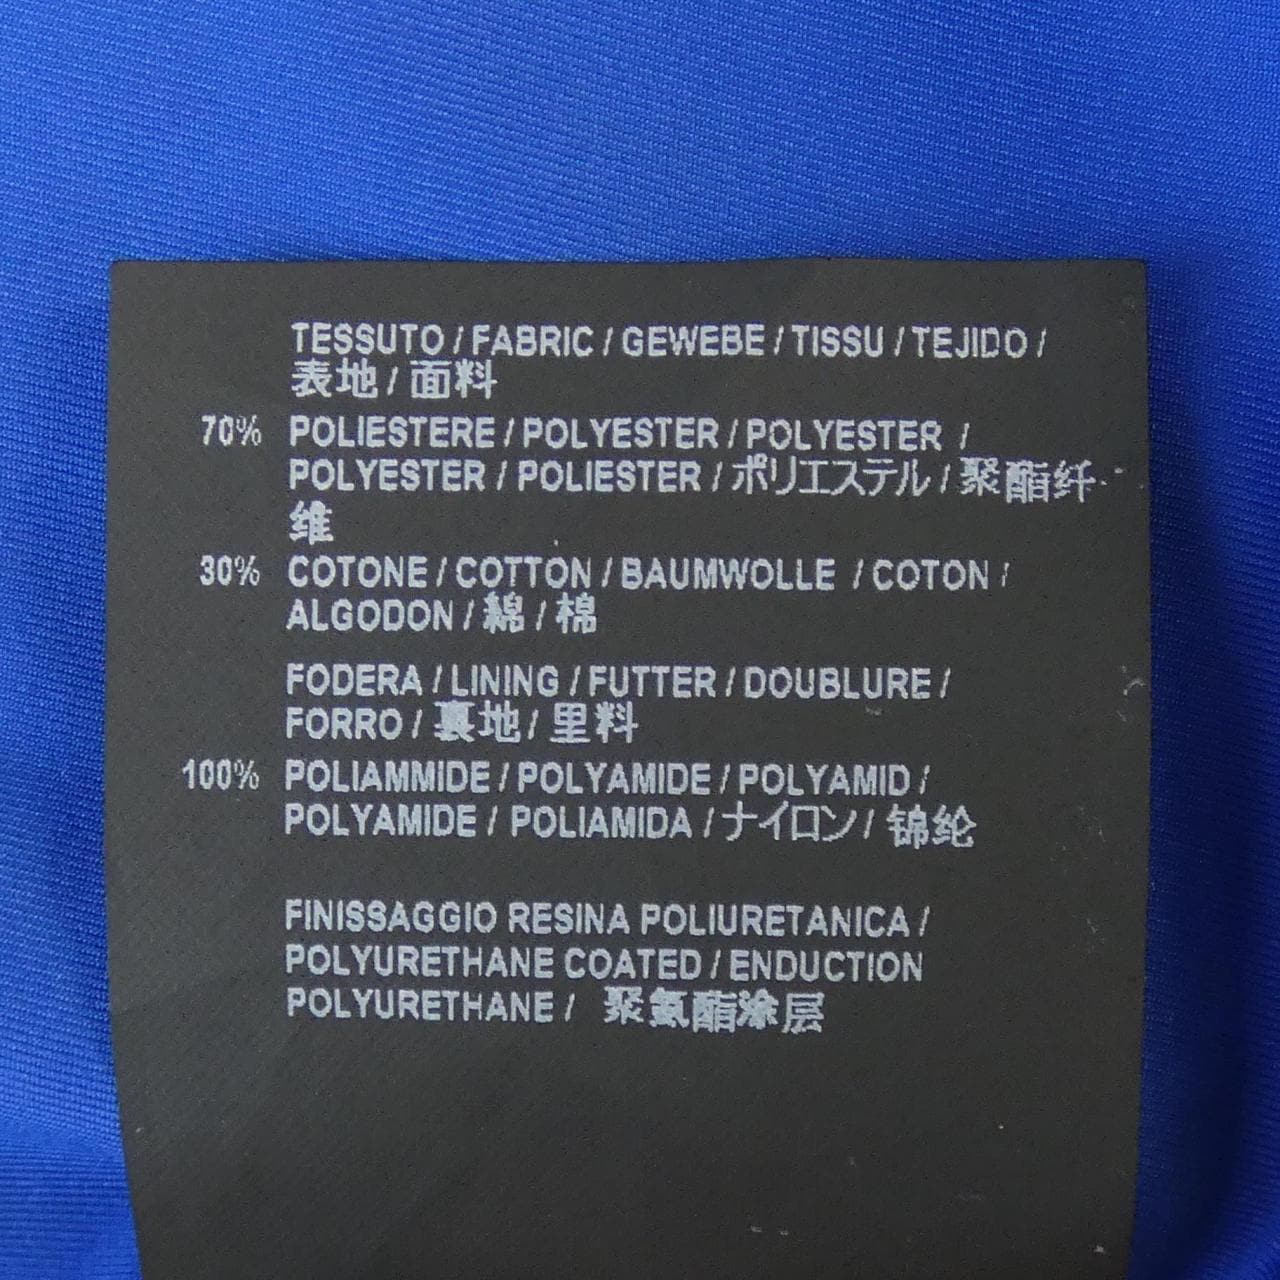 TESSUTO / FABRIC / GEWEBE / TISSU / TEJIDO /
表地 / 面料
70% POLIESTERE / POLYESTER / POLYESTER /
POLYESTER / POLIESTER / ポリエステル / 聚酯纤
维
30% COTONE / COTTON / BAUMWOLLE / COTON /
ALGODON / 綿 / 棉
FODERA / LINING / FUTTER / DOUBLURE /
FORRO / 裏地 / 里料
100% POLIAMMIDE / POLYAMIDE / POLYAMID /
POLYAMIDE / POLIAMIDA / ナイロン / 锦纶
FINISSAGGIO RESINA POLIURETANICA /
POLYURETHANE COATED / ENDUCTION
POLYURETHANE / 聚氨酯涂层